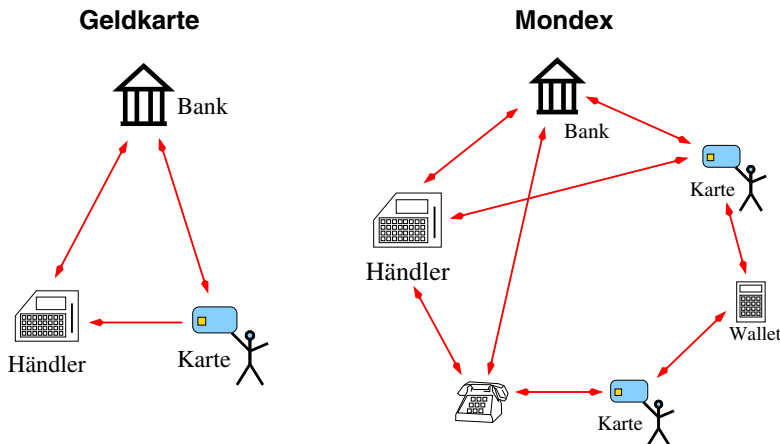 Geldkarte
Bank
Händler
Karte
Mondex
Bank
Karte
Händler
Wallet
Karte